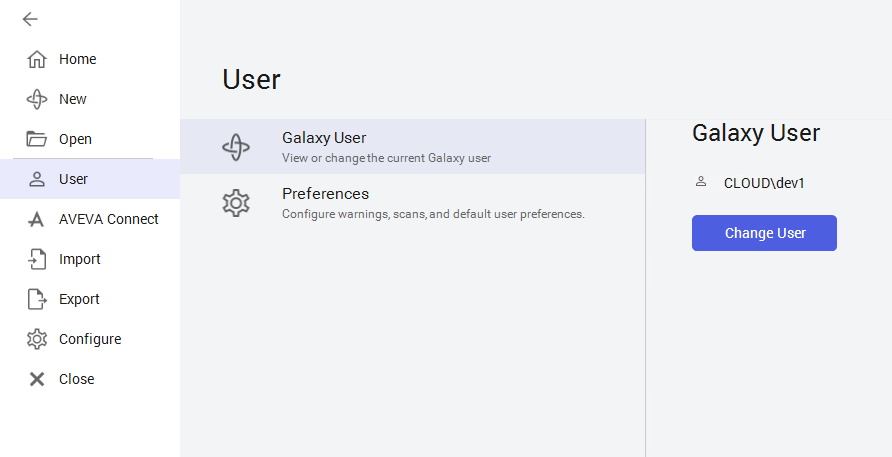 Home
New
Open
User
AVEVA Connect
Import
Export
Configure
Close
User
Galaxy User
View or change the current Galaxy user
Preferences
Configure warnings, scans, and default user preferences.
Galaxy User
CLOUD\dev1
Change User